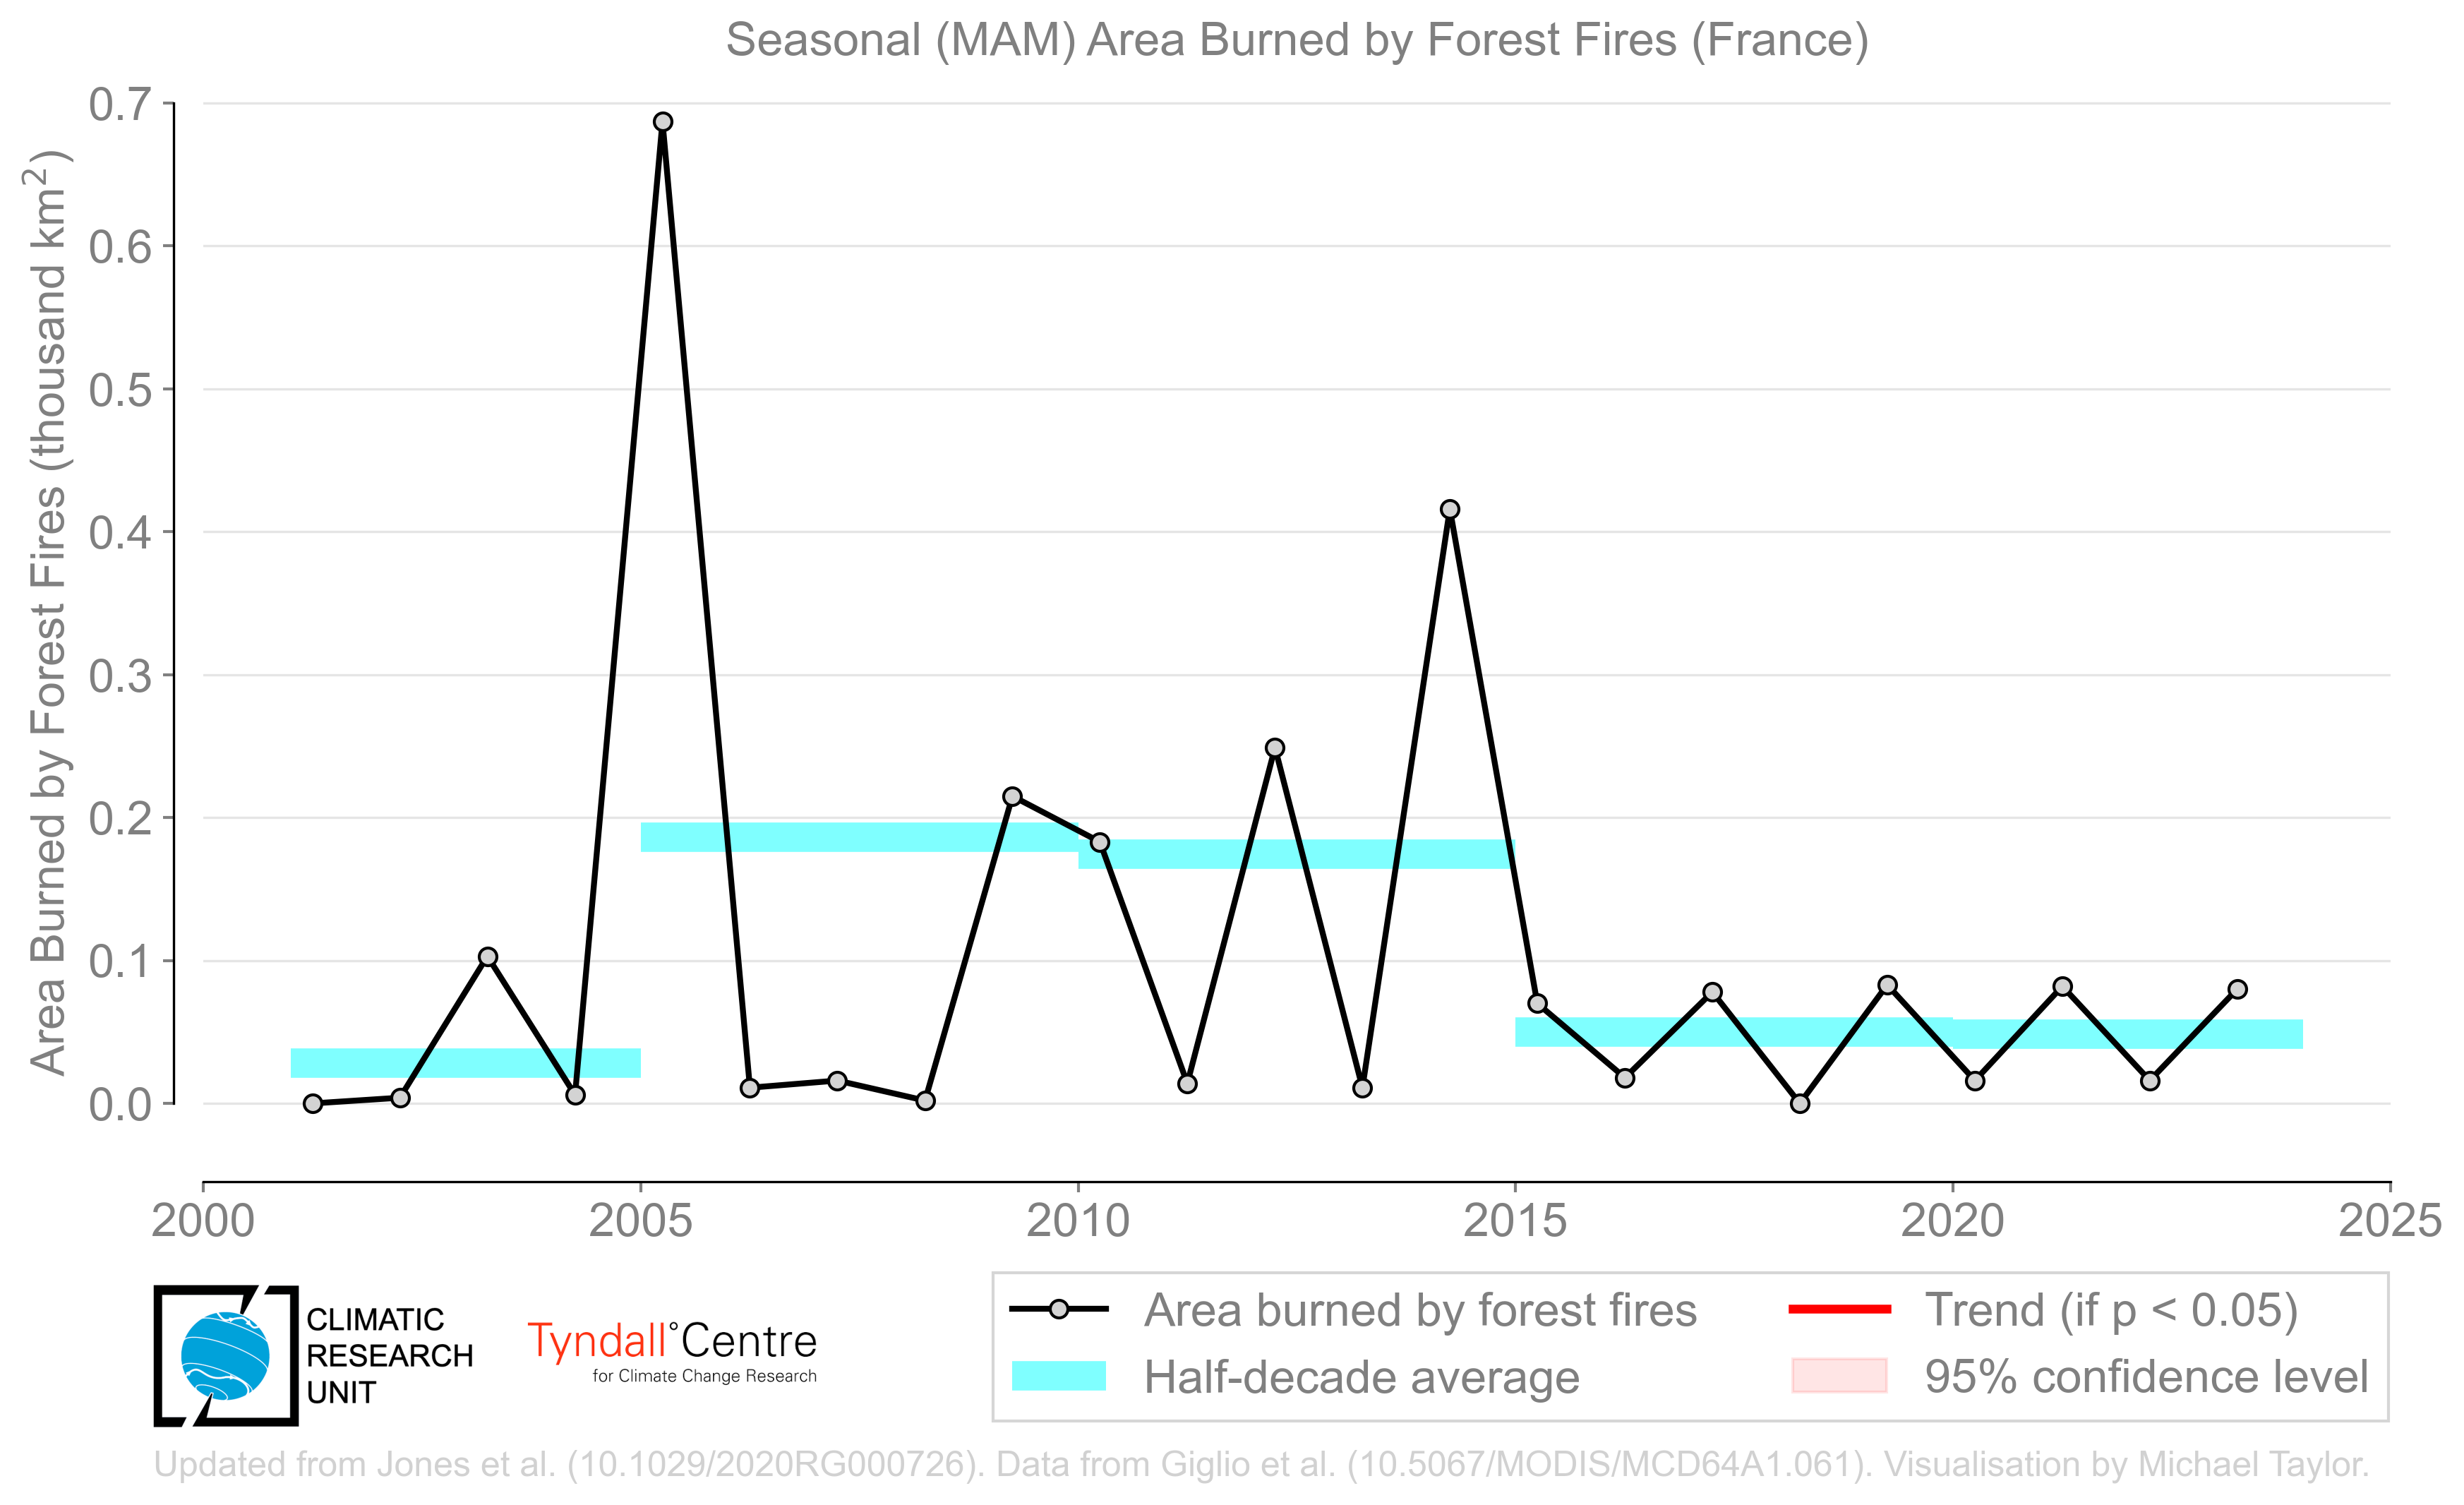 Seasonal (MAM) Area Burned by Forest Fires (France)
Area Burned by Forest Fires (thousand km²)
0.7
0.6
0.5
0.4
0.3
0.2
0.1
0.0
2000 2005 2010 2015 2020 2025
CLIMATIC
RESEARCH
UNIT
Tyndall°Centre
for Climate Change Research
Area burned by forest fires
Half-decade average
Trend (if p < 0.05)
95% confidence level
Updated from Jones et al. (10.1029/2020RG000726). Data from Giglio et al. (10.5067/MODIS/MCD64A1.061). Visualisation by Michael Taylor.